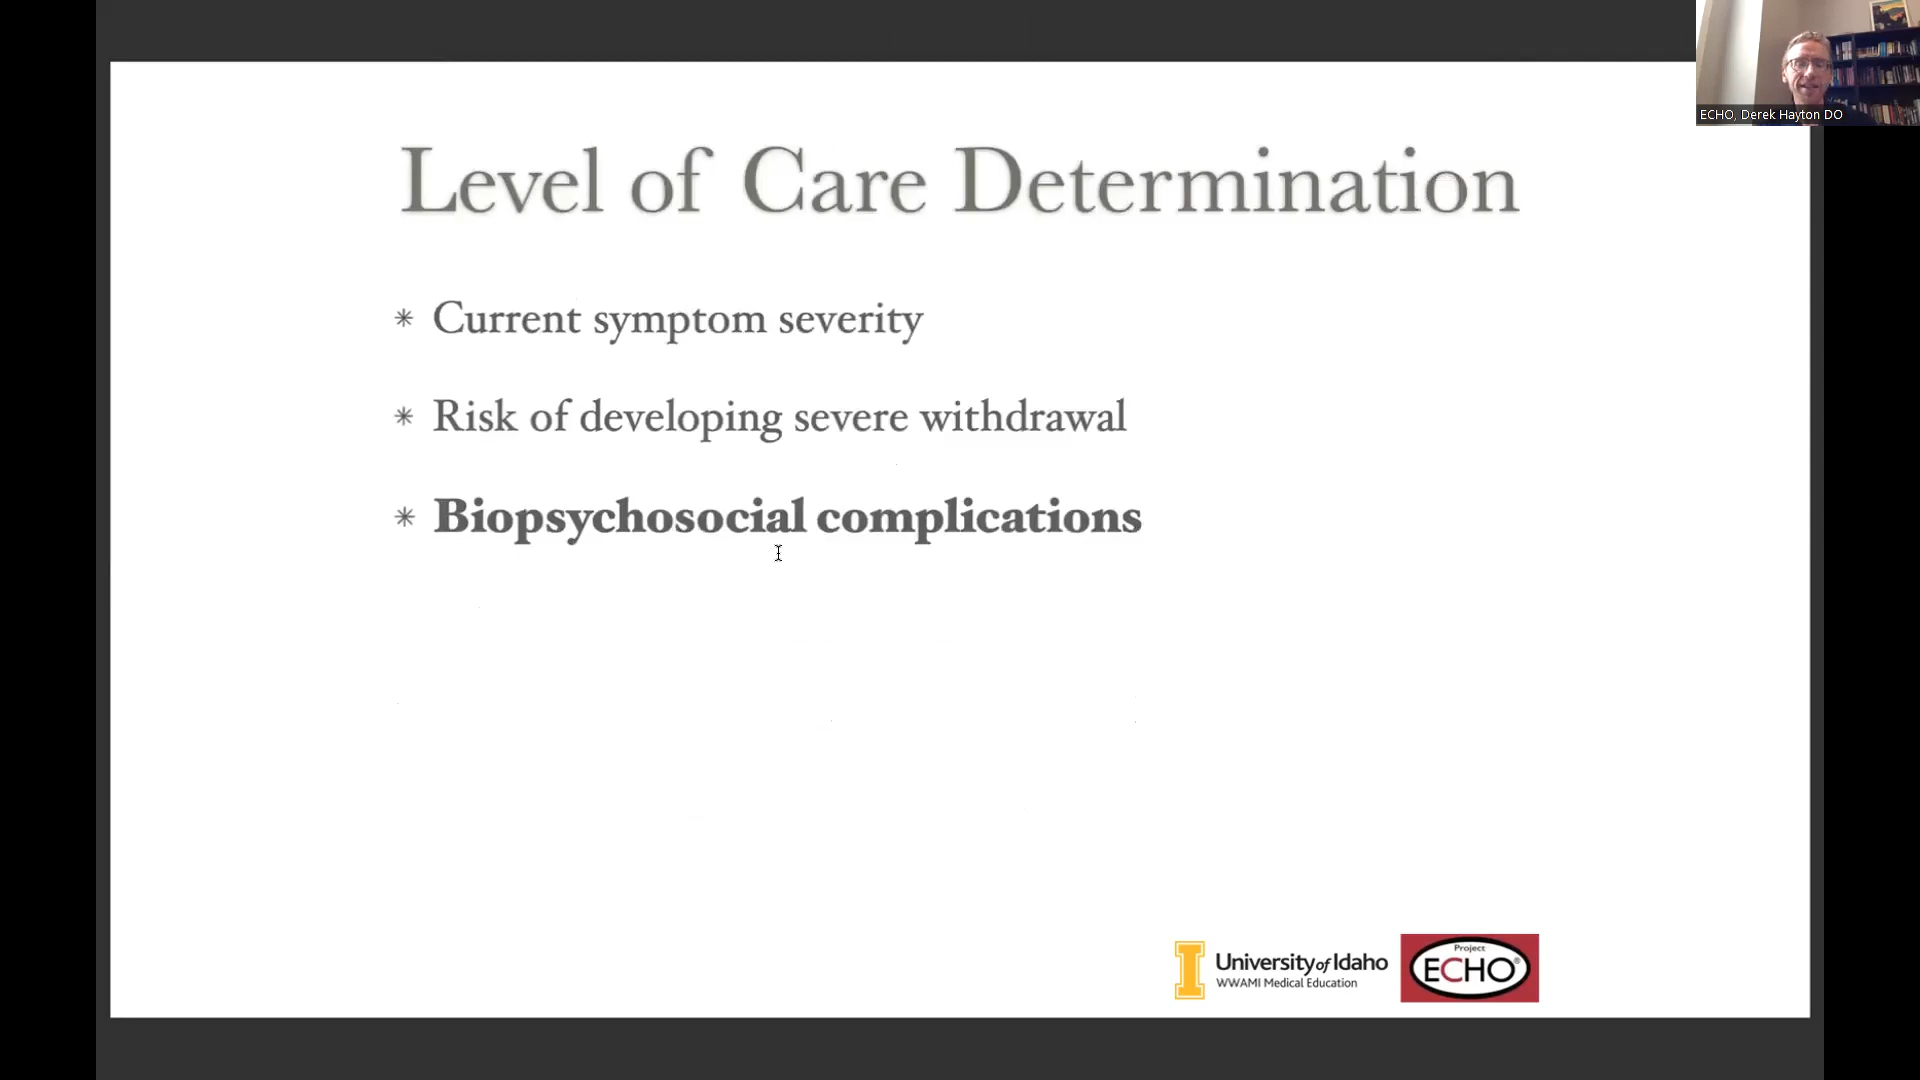 ECHO, Derek Hayton DO
Level of Care Determination
✳ Current symptom severity
✳ Risk of developing severe withdrawal
✳ Biopsychosocial complications
University of Idaho
WWAMI Medical Education
Project
ECHO®